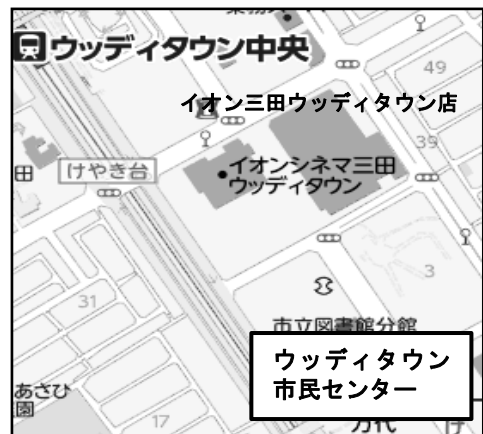 ウッディタウン中央
49
イオン三田ウッディタウン店
39
田
けやき台
イオンシネマ三田
ウッディタウン
3
31
市立図書館分館
ウッディタウン
市民センター
あさひ
園
17
万代